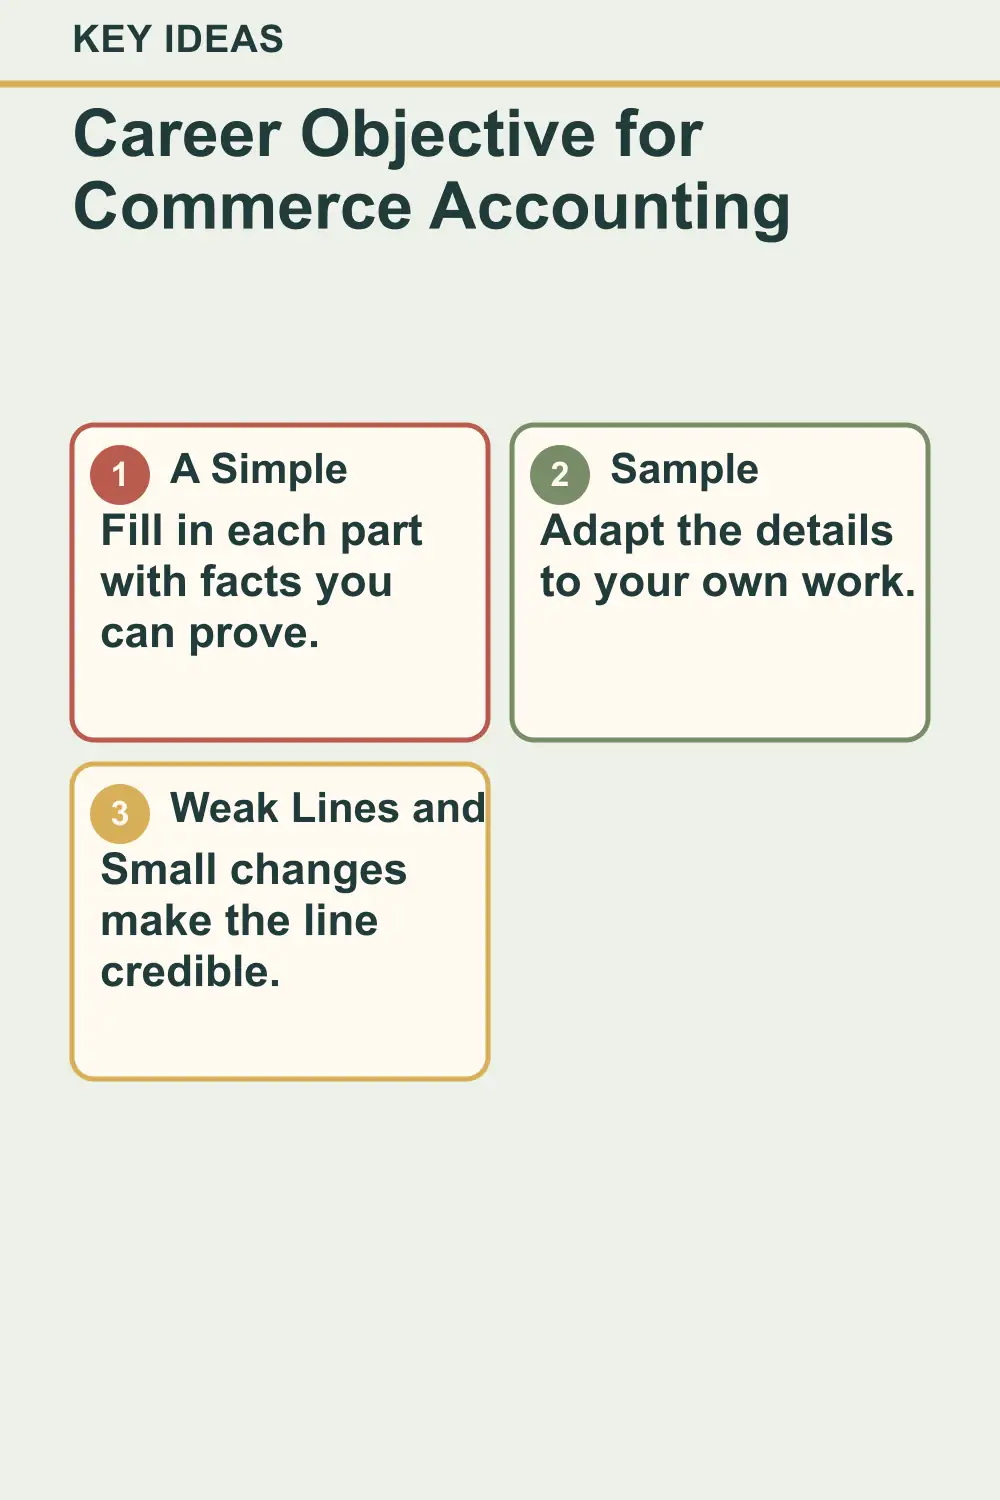 KEY IDEAS
Career Objective for
Commerce Accounting
1 A Simple
Fill in each part
with facts you
can prove.
2 Sample
Adapt the details
to your own work.
3 Weak Lines and
Small changes
make the line
credible.